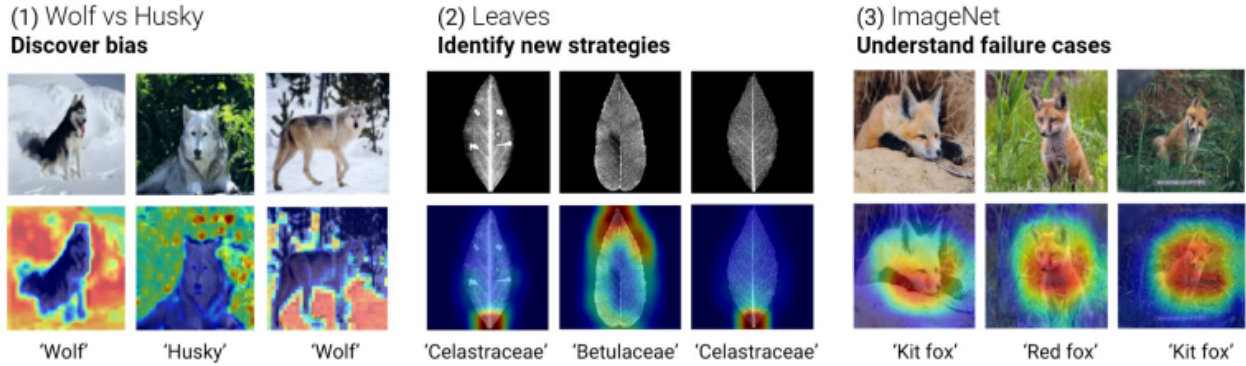 (1) Wolf vs Husky
Discover bias
'Wolf'
'Husky'
'Wolf'
(2) Leaves
Identify new strategies
'Celastraceae'
'Betulaceae'
'Celastraceae'
(3) ImageNet
Understand failure cases
'Kit fox'
'Red fox'
'Kit fox'